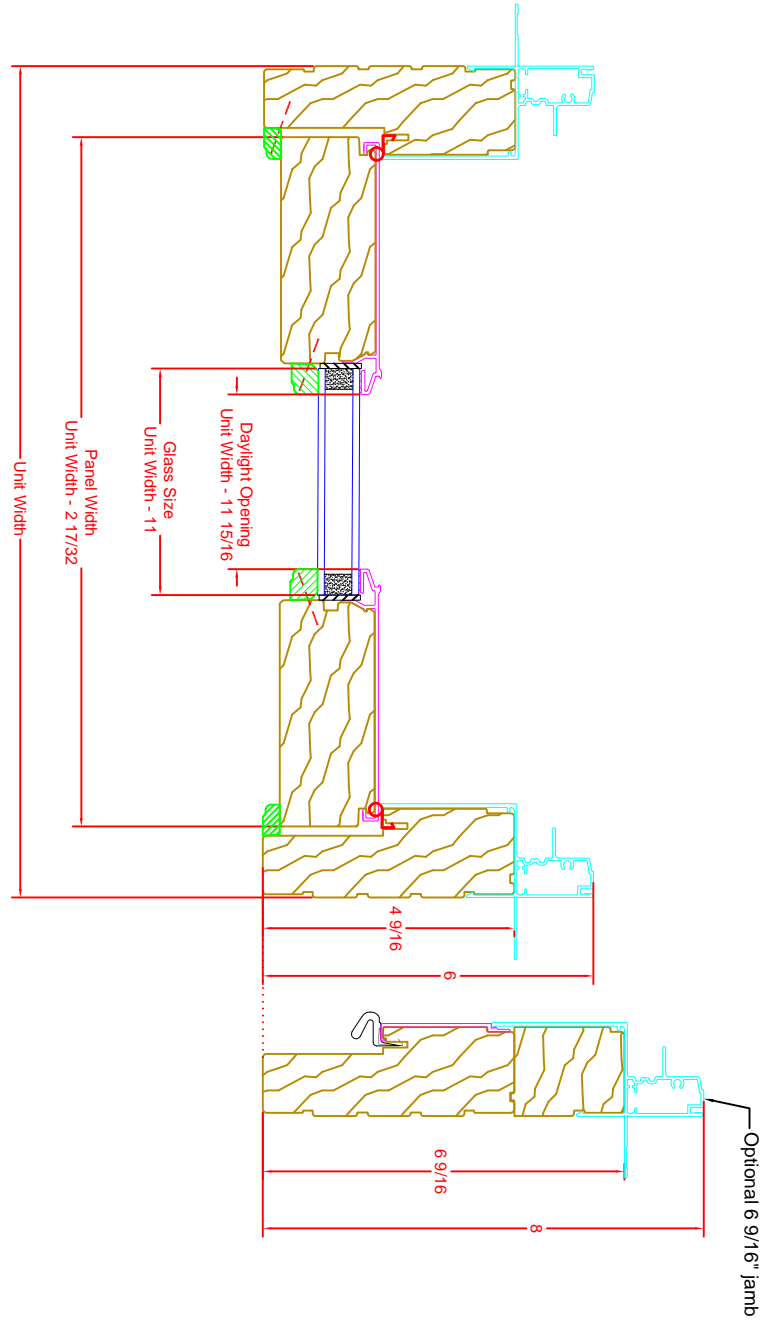 Optional 6 9/16" jamb
Daylight Opening
Unit Width - 11 15/16
Glass Size
Unit Width - 11
Panel Width
Unit Width - 2 17/32
Unit Width
4 9/16
6
6 9/16
8